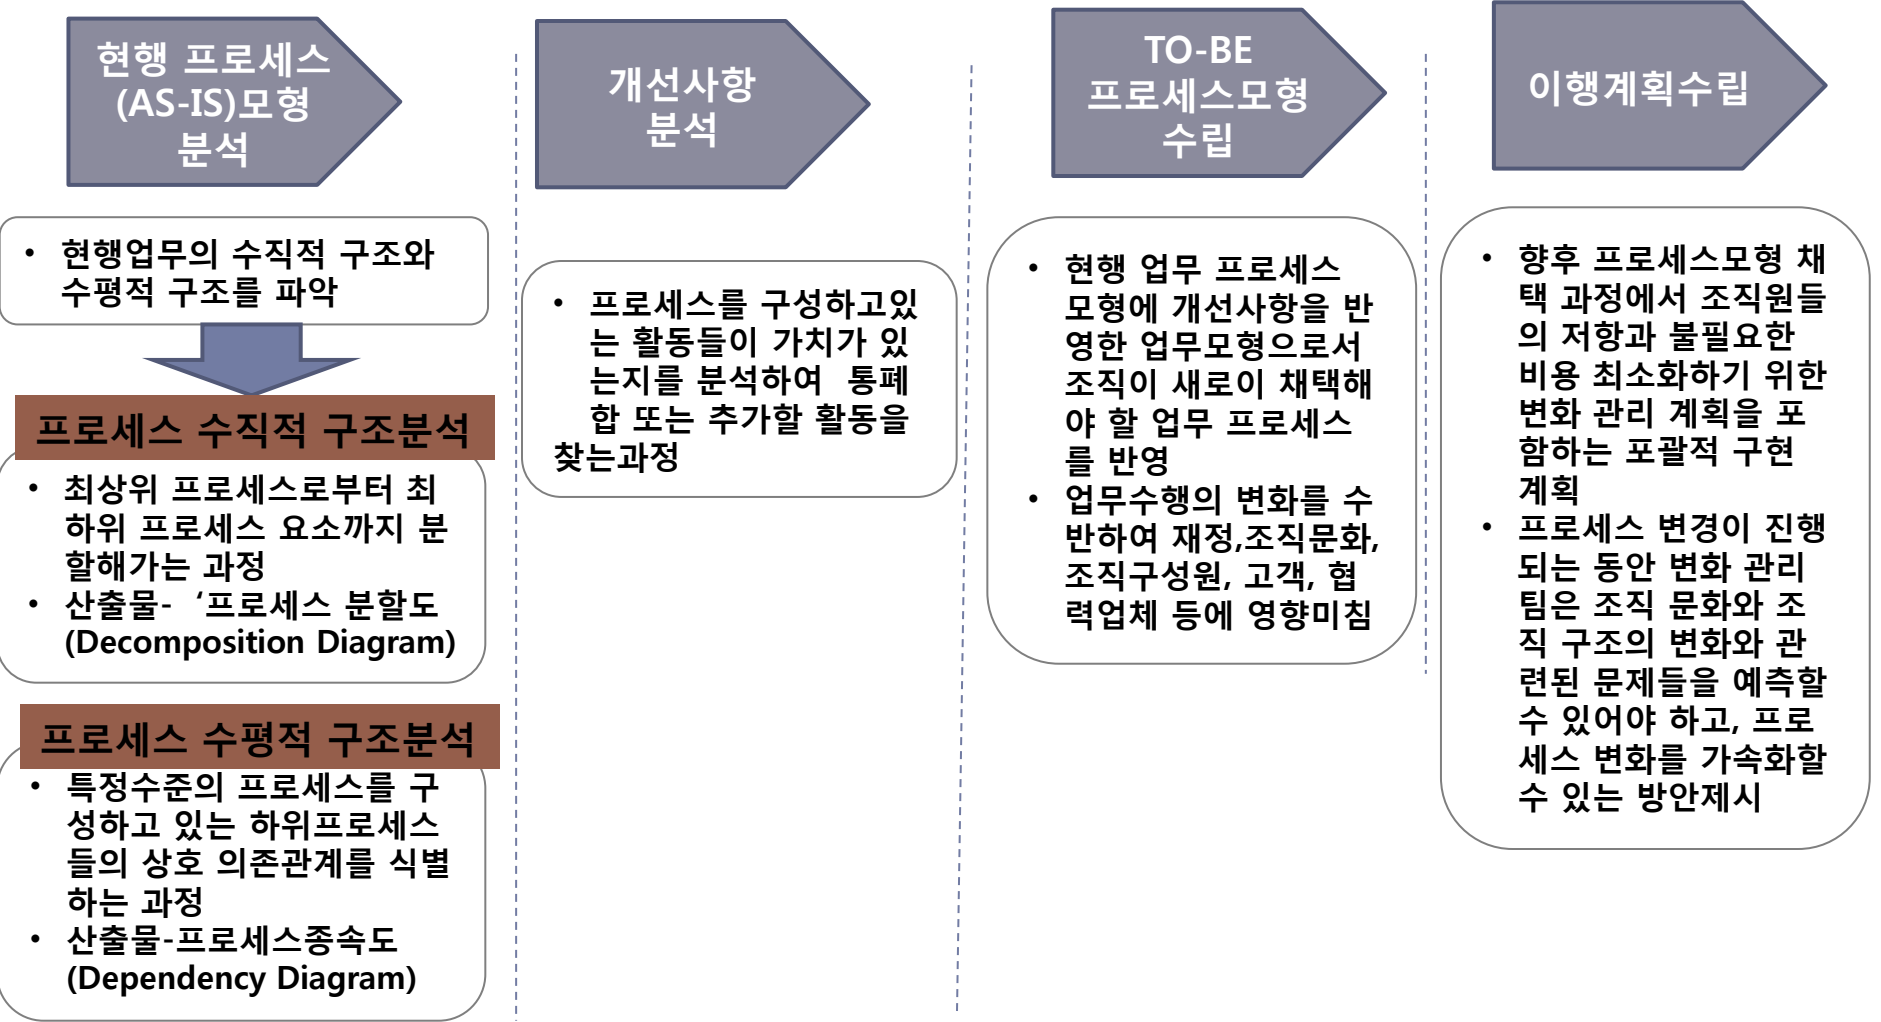 현행 프로세스
(AS-IS)모형
분석
• 현행업무의 수직적 구조와
수평적 구조를 파악
프로세스 수직적 구조분석
• 최상위 프로세스로부터 최
하위 프로세스 요소까지 분
할해가는 과정
• 산출물- ‘프로세스 분할도
(Decomposition Diagram)
프로세스 수평적 구조분석
• 특정수준의 프로세스를 구
성하고 있는 하위프로세스
들의 상호 의존관계를 식별
하는 과정
• 산출물-프로세스종속도
(Dependency Diagram)
개선사항
분석
• 프로세스를 구성하고있
는 활동들이 가치가 있
는지를 분석하여 통폐
합 또는 추가할 활동을
찾는과정
TO-BE
프로세스모형
수립
• 현행 업무 프로세스
모형에 개선사항을 반
영한 업무모형으로서
조직이 새로이 채택해
야 할 업무 프로세스
를 반영
• 업무수행의 변화를 수
반하여 재정,조직문화,
조직구성원, 고객, 협
력업체 등에 영향미침
이행계획수립
• 향후 프로세스모형 채
택 과정에서 조직원들
의 저항과 불필요한
비용 최소화하기 위한
변화 관리 계획을 포
함하는 포괄적 구현
계획
• 프로세스 변경이 진행
되는 동안 변화 관리
팀은 조직 문화와 조
직 구조의 변화와 관
련된 문제들을 예측할
수 있어야 하고, 프로
세스 변화를 가속화할
수 있는 방안제시